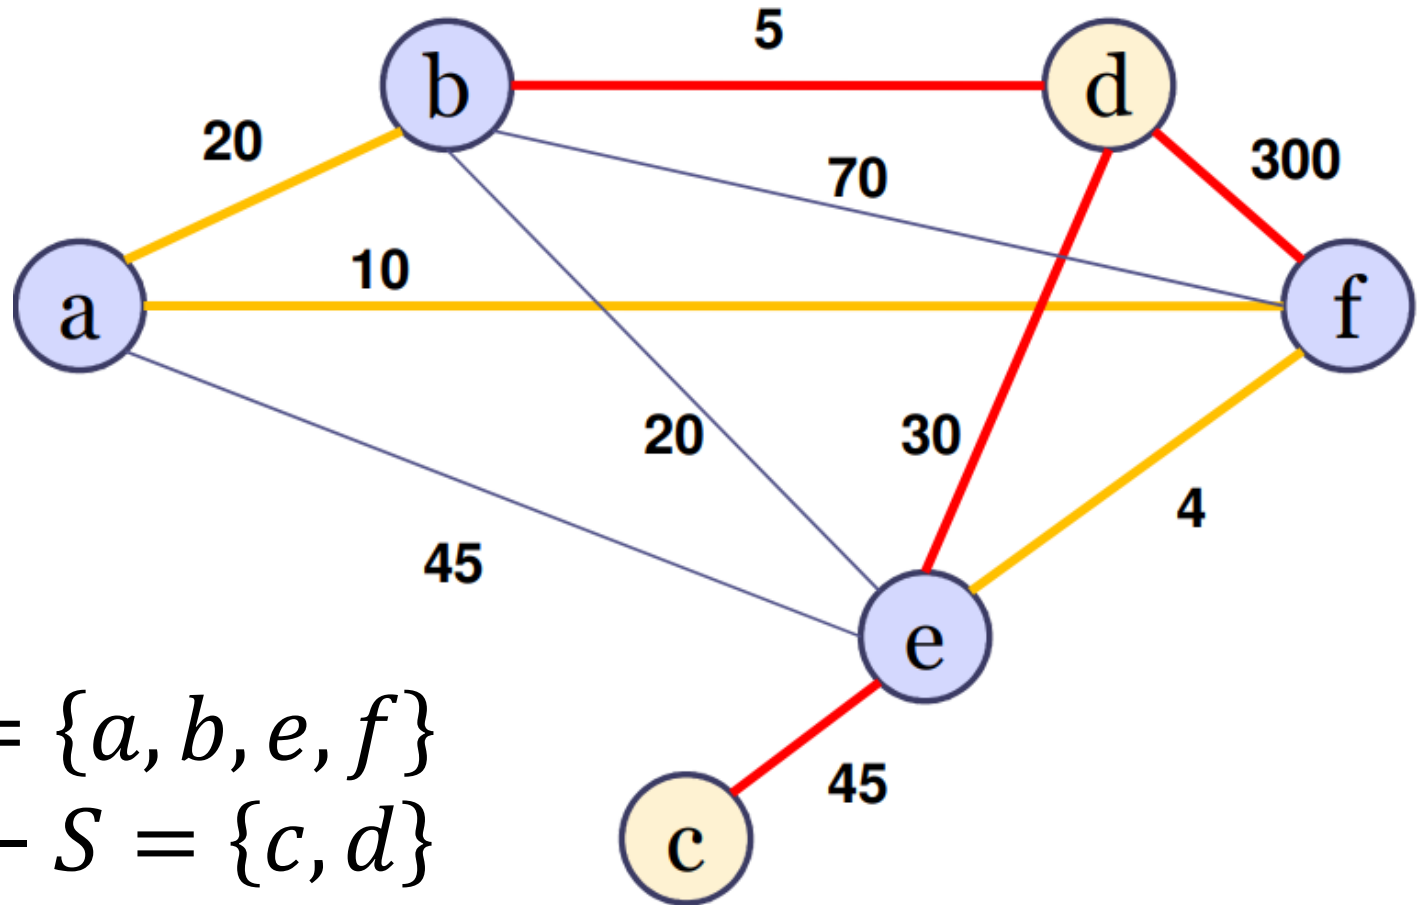 5
b
d
20
300
70
10
a
f
20
30
4
45
e
= {a, b, e, f}
45
− S = {c, d}
c